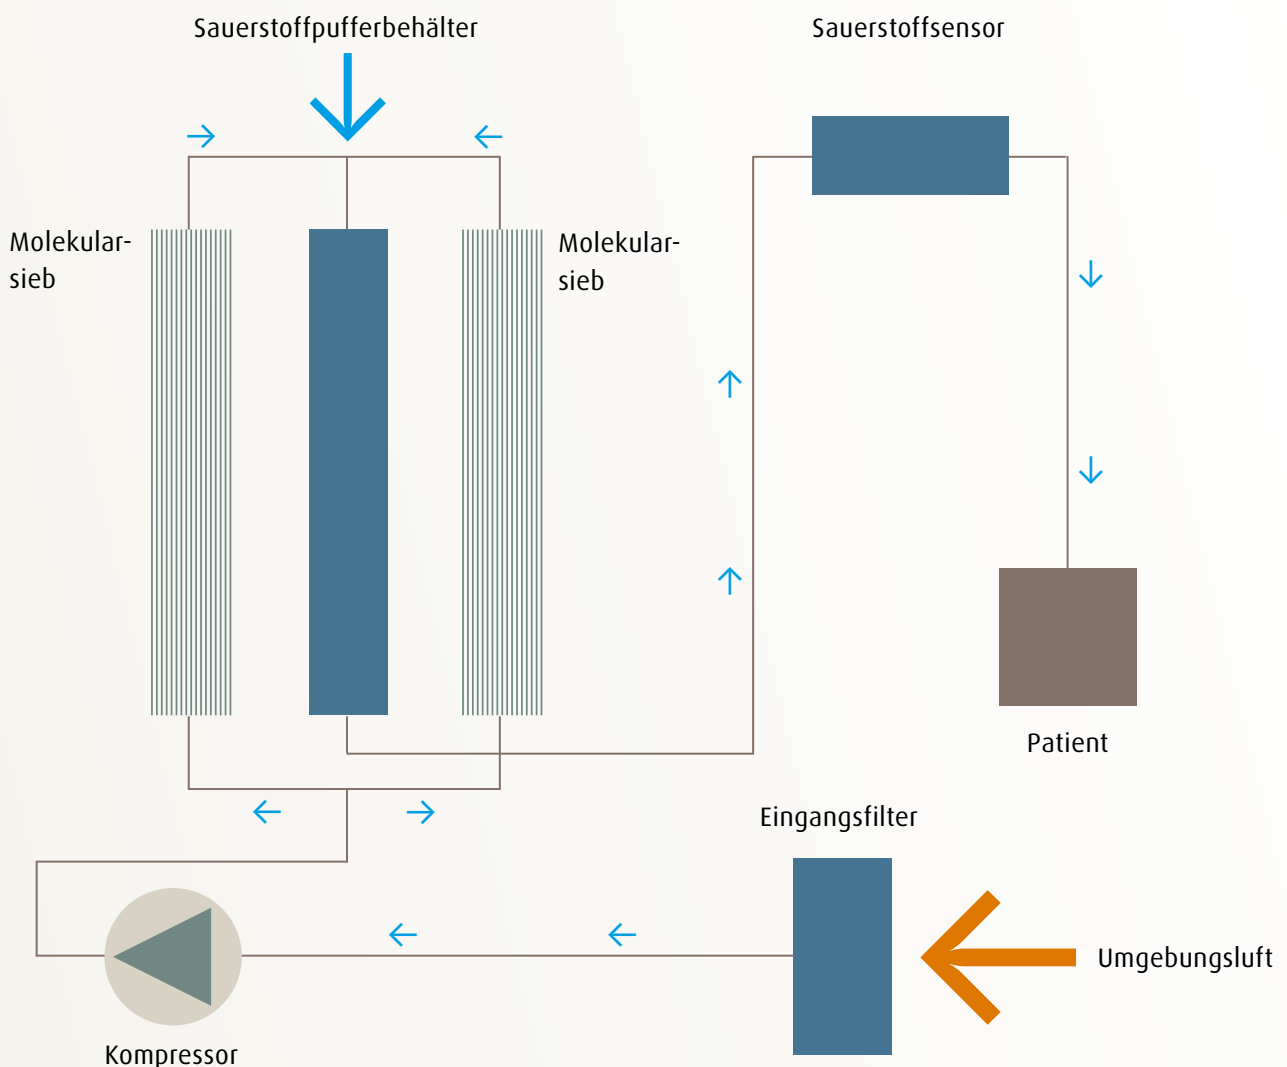 Sauerstoffpufferbehälter
Sauerstoffsensor
Molekular-
sieb
Molekular-
sieb
Patient
Eingangsfilter
Umgebungsluft
Kompressor